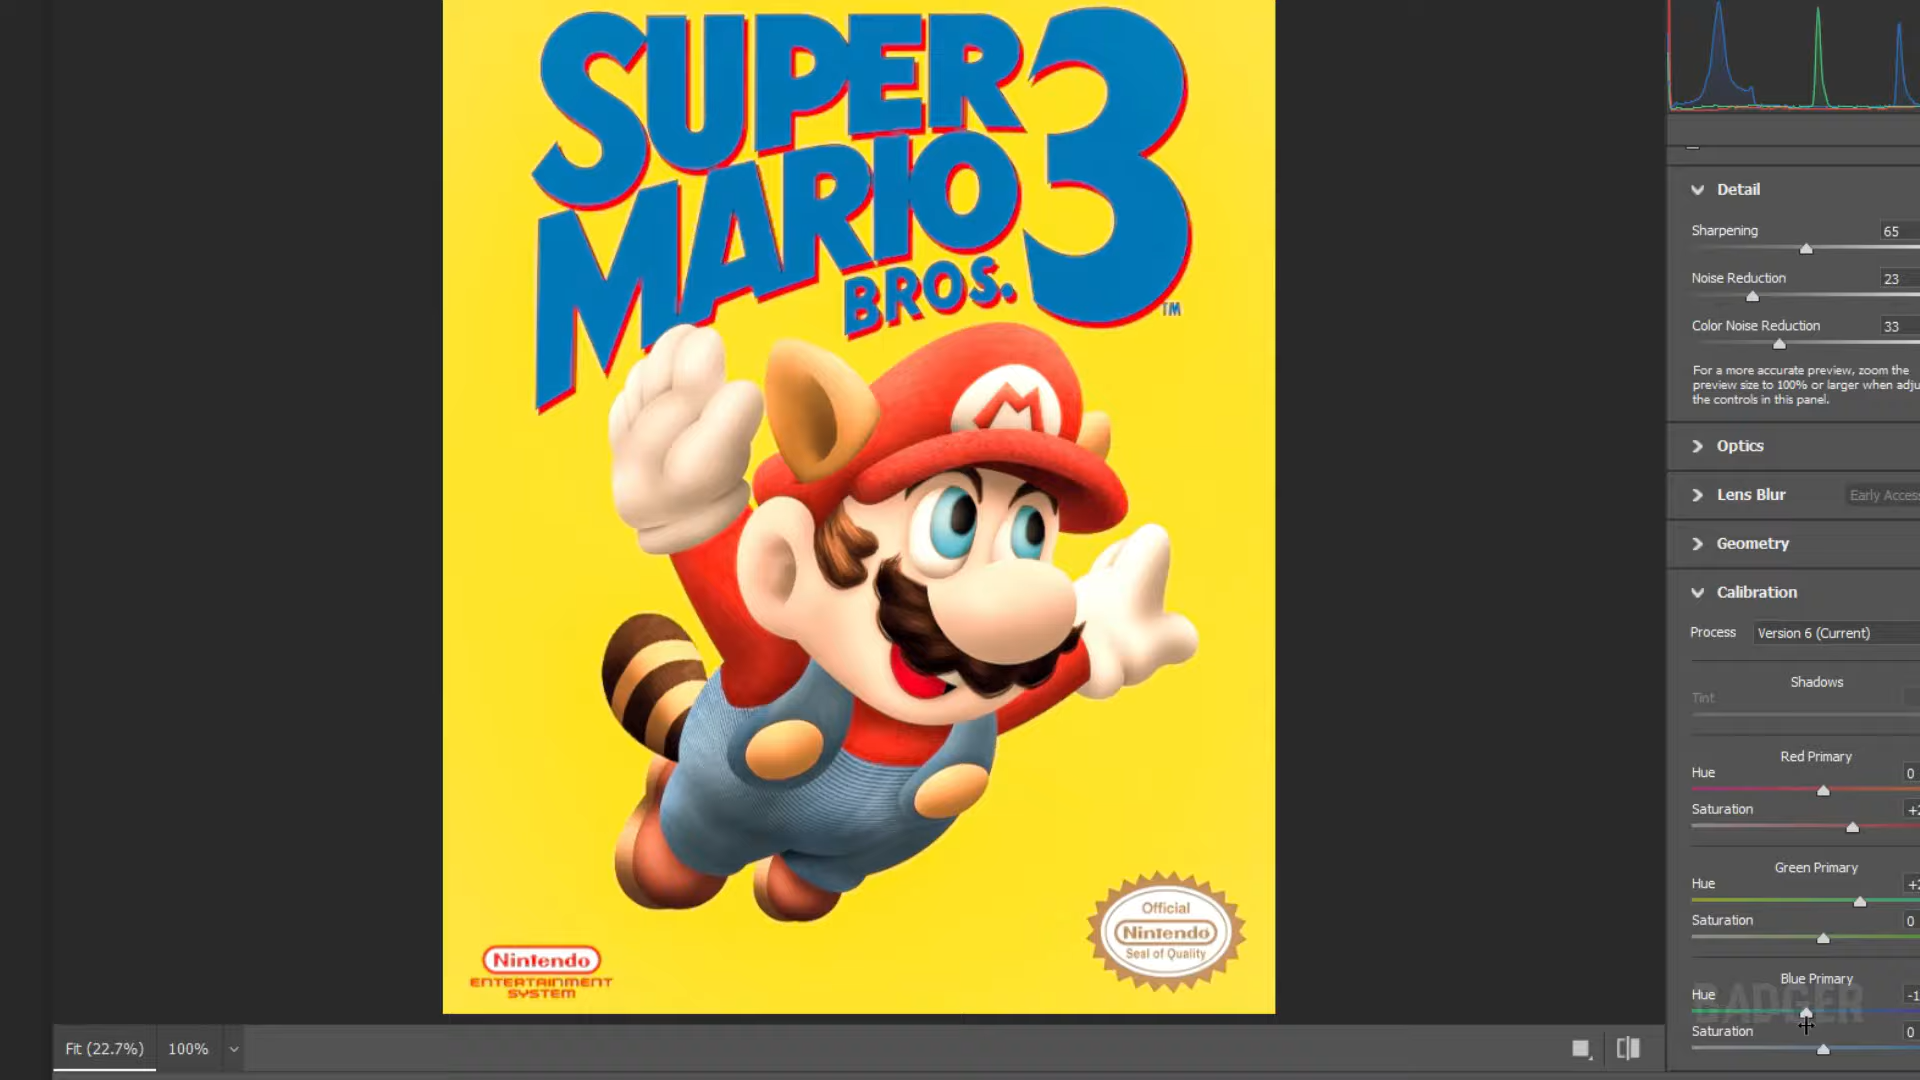 SUPER
MARIO
BROS. 3
TM
M
Nintendo
ENTERTAINMENT
SYSTEM
Official
Nintendo
Seal of Quality
Fit (22.7%)
100%
Detail
Sharpening 65
Noise Reduction 23
Color Noise Reduction 33
For a more accurate preview, zoom the
preview size to 100% or larger when
the controls in this panel.
Optics
Lens Blur Early
Geometry
Calibration
Process Version 6 (Current)
Shadows
Tint
Red Primary
Hue 0
Saturation
Green Primary
Hue
Saturation 0
Blue Primary
Hue
BADGER
Saturation 0